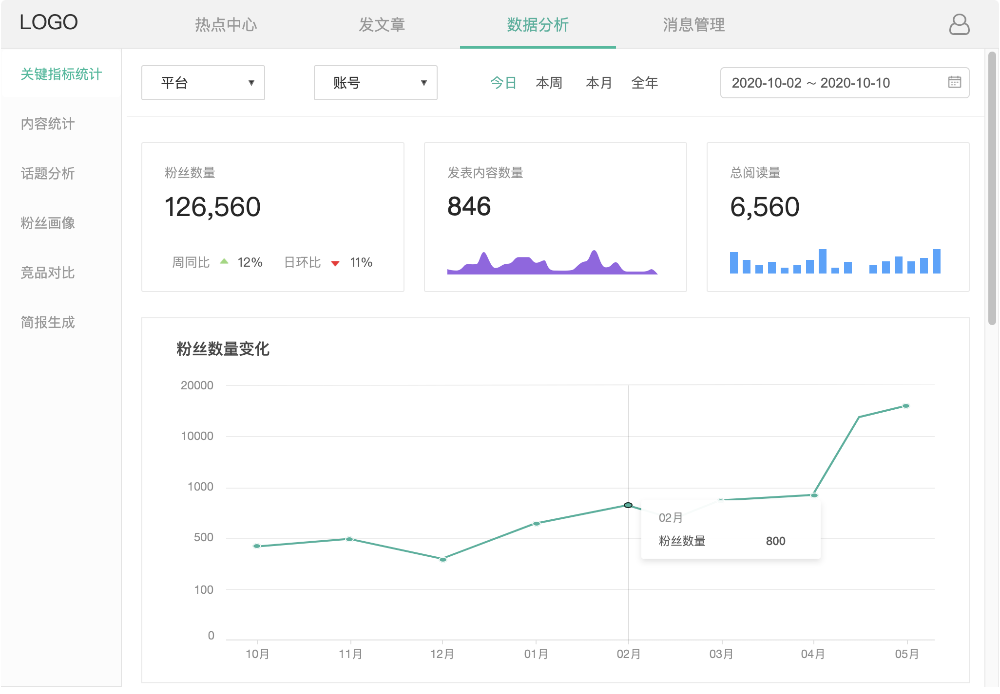 LOGO
热点中心
发文章
数据分析
消息管理
关键指标统计
内容统计
话题分析
粉丝画像
竞品对比
简报生成
平台
账号
今日
本周
本月
全年
2020-10-02 ~ 2020-10-10
粉丝数量
126,560
周同比 12% 日环比 11%
发表内容数量
846
总阅读量
6,560
粉丝数量变化
20000
10000
1000
500
100
0
02月
粉丝数量 800
10月 11月 12月 01月 02月 03月 04月 05月